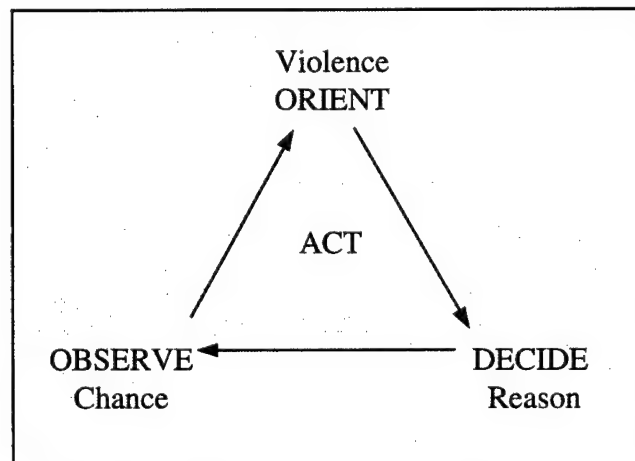 Violence
ORIENT
ACT
OBSERVE
Chance
DECIDE
Reason